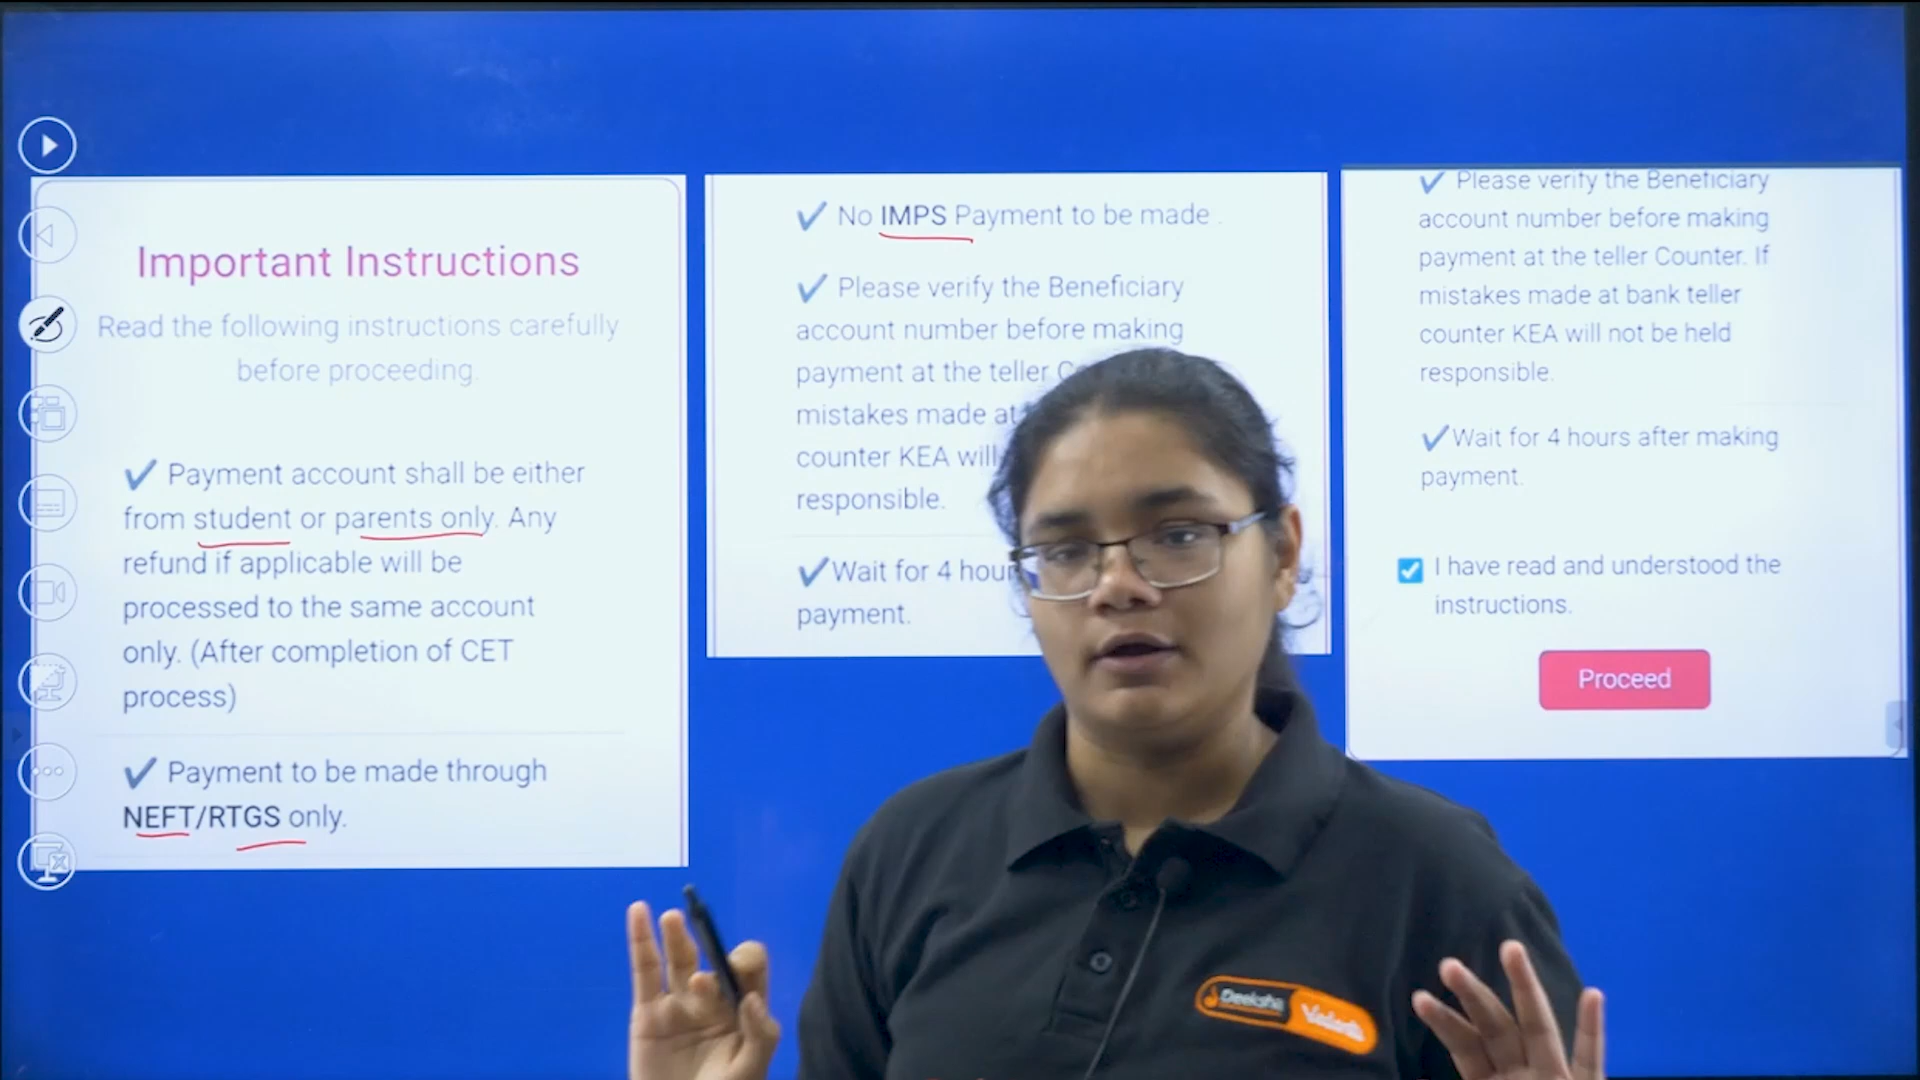 Important Instructions
Read the following instructions carefully
before proceeding.
✔ Payment account shall be either
from student or parents only. Any
refund if applicable will be
processed to the same account
only. (After completion of CET
process)
✔ Payment to be made through
NEFT/RTGS only.
✔ No IMPS Payment to be made .
✔ Please verify the Beneficiary
account number before making
payment at the teller
mistakes made at
counter KEA will
responsible.
✔Wait for 4 hour
payment.
✔ Please verify the Beneficiary
account number before making
payment at the teller Counter. If
mistakes made at bank teller
counter KEA will not be held
responsible.
✔Wait for 4 hours after making
payment.
I have read and understood the
instructions.
Proceed
Deeksha
Vedantu